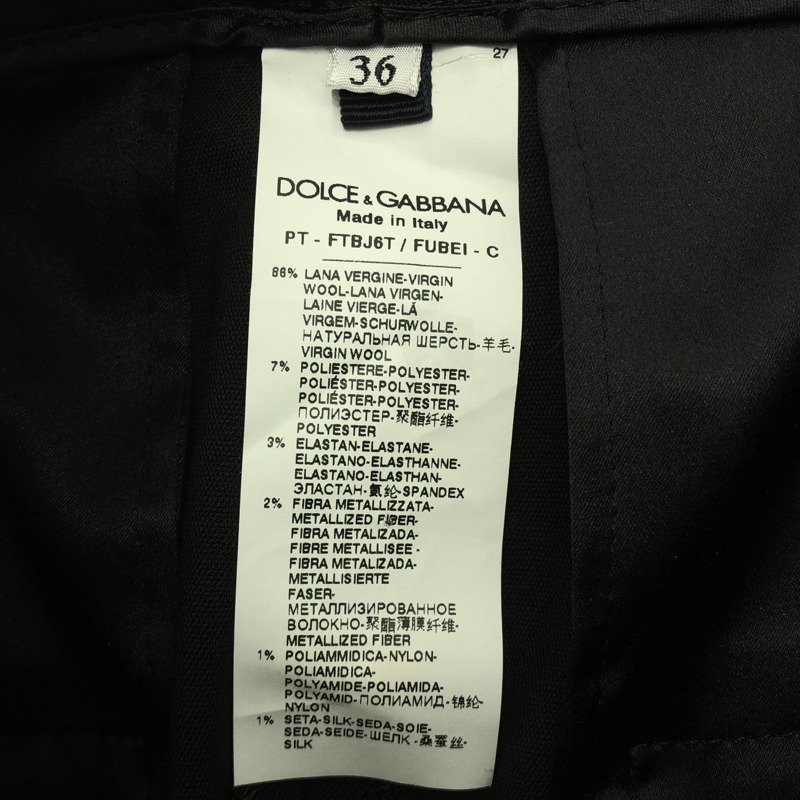 36
27
DOLCE & GABBANA
Made in Italy
PT - FTBJ6T / FUBEI - C
86% LANA VERGINE-VIRGIN
WOOL-LANA VIRGEN-
LAINE VIERGE-LÃ
VIRGEM-SCHURWOLLE-
НАТУРАЛЬНАЯ ШЕРСТЬ-羊毛-
VIRGIN WOOL
7% POLIESTERE-POLYESTER-
POLIÉSTER-POLYESTER-
POLIÉSTER-POLYESTER-
ПОЛИЭСТЕР-聚酯纤维-
POLYESTER
3% ELASTAN-ELASTANE-
ELASTANO-ELASTHANNE-
ELASTANO-ELASTHAN-
ЭЛАСТАН-氨纶-SPANDEX
2% FIBRA METALLIZZATA-
METALLIZED FIBER-
FIBRA METALIZADA-
FIBRE METALLISEE -
FIBRA METALIZADA-
METALLISIERTE
FASER-
МЕТАЛЛИЗИРОВАННОЕ
ВОЛОКНО-聚酯薄膜纤维-
METALLIZED FIBER
1% POLIAMMIDICA-NYLON-
POLIAMIDICA-
POLYAMIDE-POLIAMIDA-
POLYAMID-ПОЛИАМИД-锦纶-
NYLON
1% SETA-SILK-SEDA-SOIE-
SEDA-SEIDE-ШЕЛК -桑蚕丝-
SILK